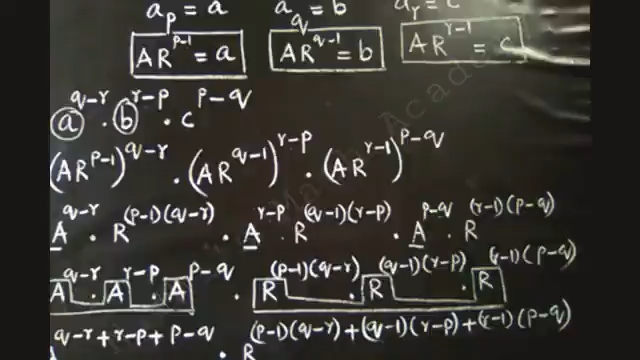 a_p = a a_q = b a_r = c
AR^{p-1} = a AR^{q-1} = b AR^{r-1} = c
a^{q-r} . b^{r-p} . c^{p-q}
(AR^{p-1})^{q-r} . (AR^{q-1})^{r-p} . (AR^{r-1})^{p-q}
A^{q-r} . R^{(p-1)(q-r)} . A^{r-p} . R^{(q-1)(r-p)} . A^{p-q} . R^{(r-1)(p-q)}
A^{q-r} . A^{r-p} . A^{p-q} . R^{(p-1)(q-r)} . R^{(q-1)(r-p)} . R^{(r-1)(p-q)}
A^{q-r+r-p+p-q} . R^{(p-1)(q-r)+(q-1)(r-p)+(r-1)(p-q)}